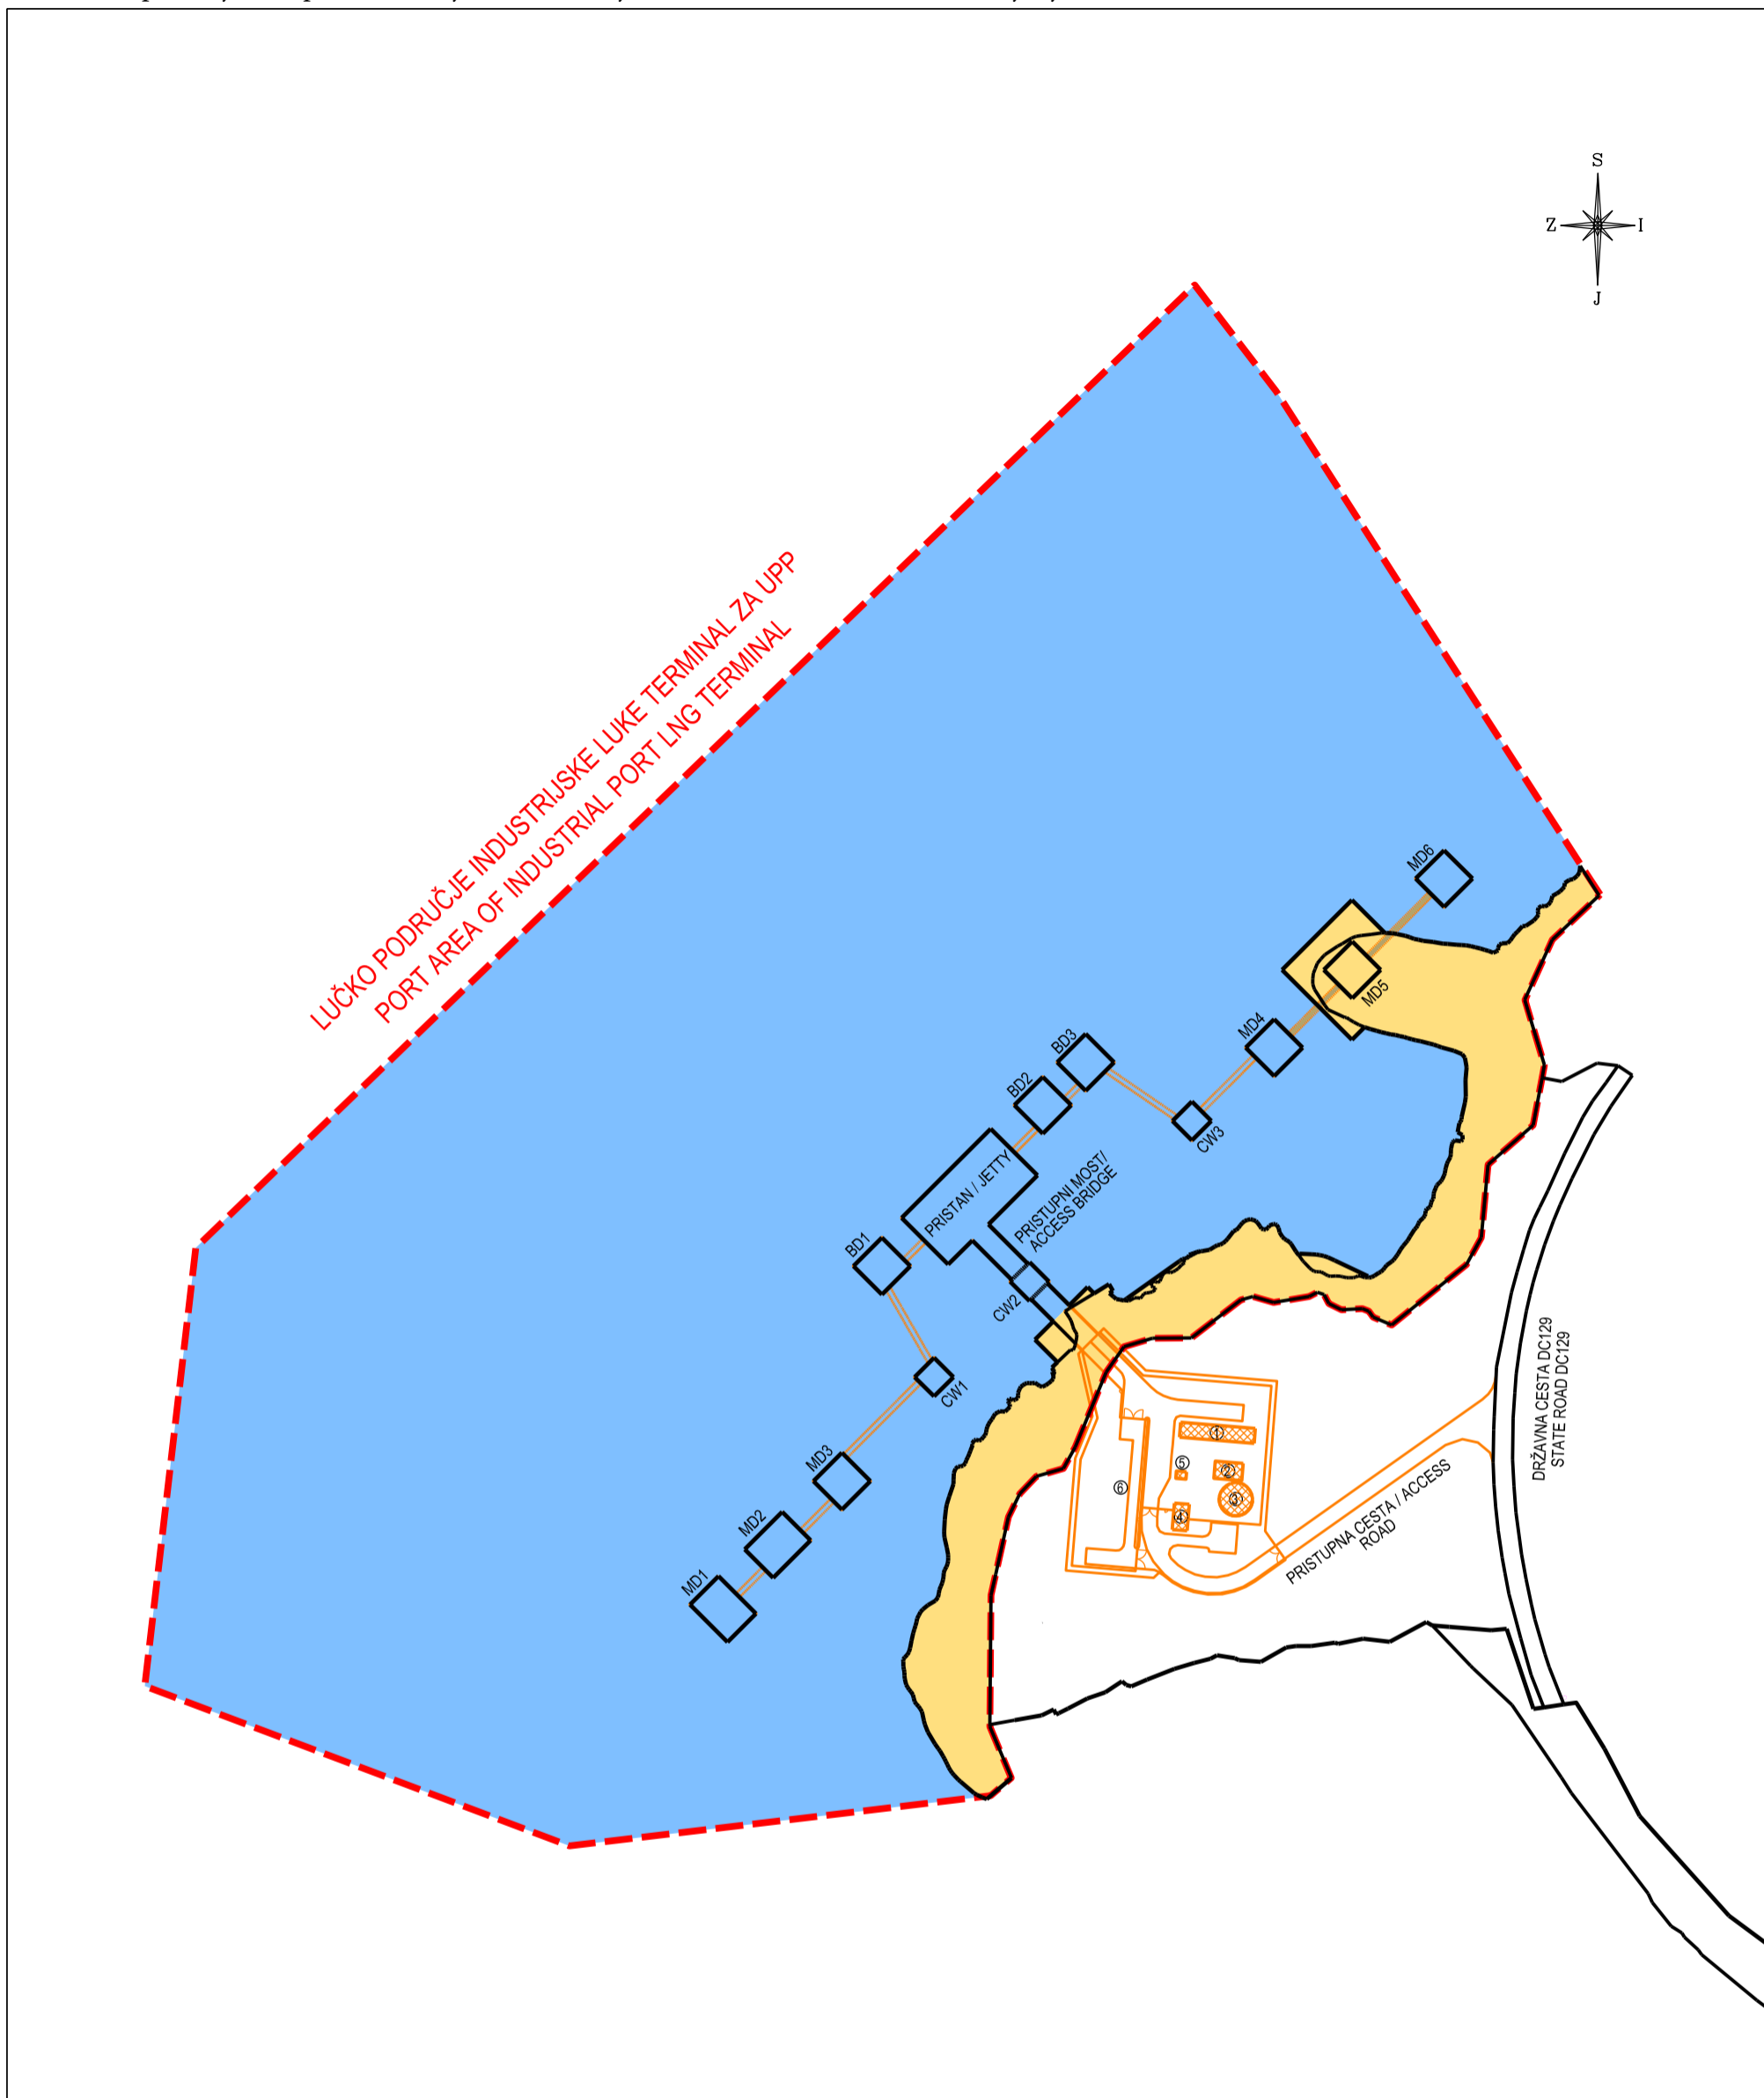 S
Z
I
J
LUČKO PODRUČJE INDUSTRIJSKE LUKE TERMINAL ZA UPP
PORT AREA OF INDUSTRIAL PORT LNG TERMINAL
MD6
MD5
MD4
BD3
BD2
CW3
PRISTAN / JETTY
PRISTUPNI MOST/
ACCESS BRIDGE
BD1
CW2
CW1
MD3
MD2
MD1
1
2
3
4
5
6
PRISTUPNA CESTA / ACCESS
ROAD
DRŽAVNA CESTA DC129
STATE ROAD DC129